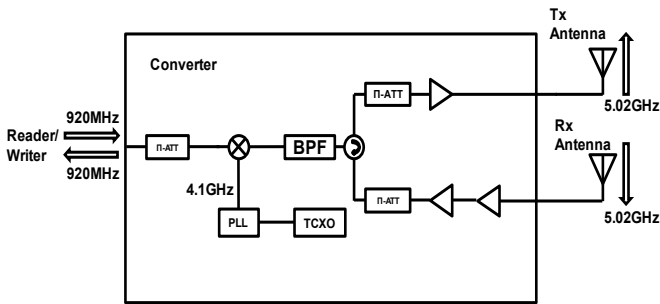 Tx
Antenna
Converter
Π-ATT
5.02GHz
920MHz
Rx
Antenna
Reader/
Writer
Π-ATT
BPF
920MHz
4.1GHz
Π-ATT
5.02GHz
PLL
TCXO